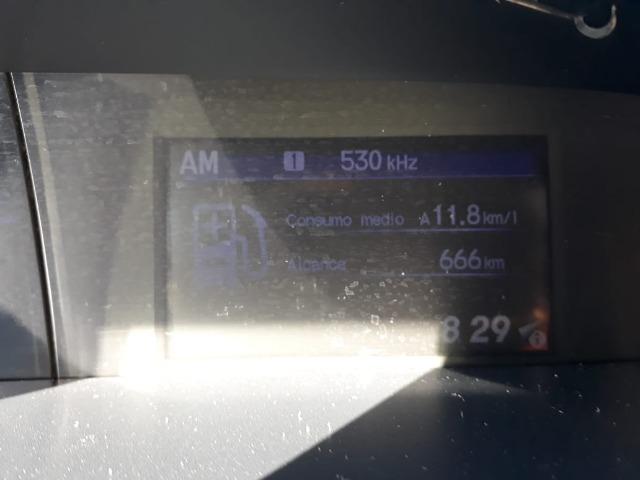 AM 1 530 kHz
Consumo medio A 11.8 km/l
Alcance 666 km
8 29